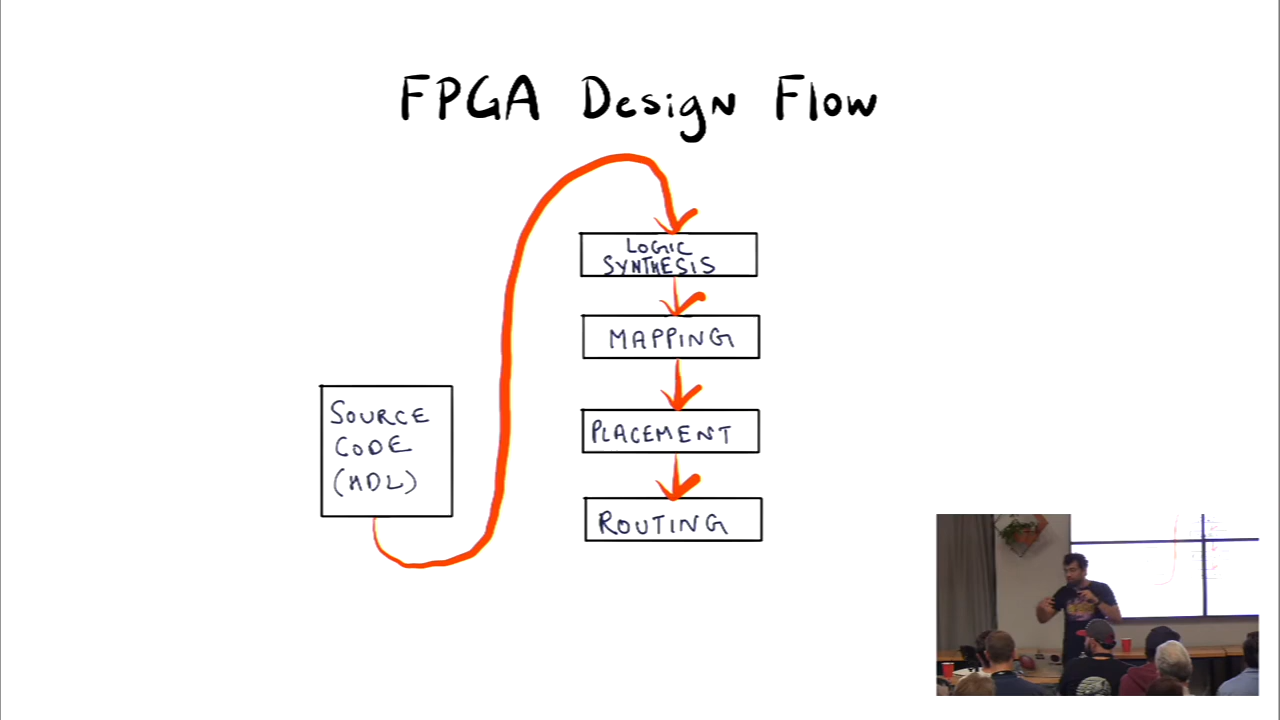 FPGA Design Flow
SOURCE
CODE
(HDL)
LOGIC
SYNTHESIS
MAPPING
PLACEMENT
ROUTING